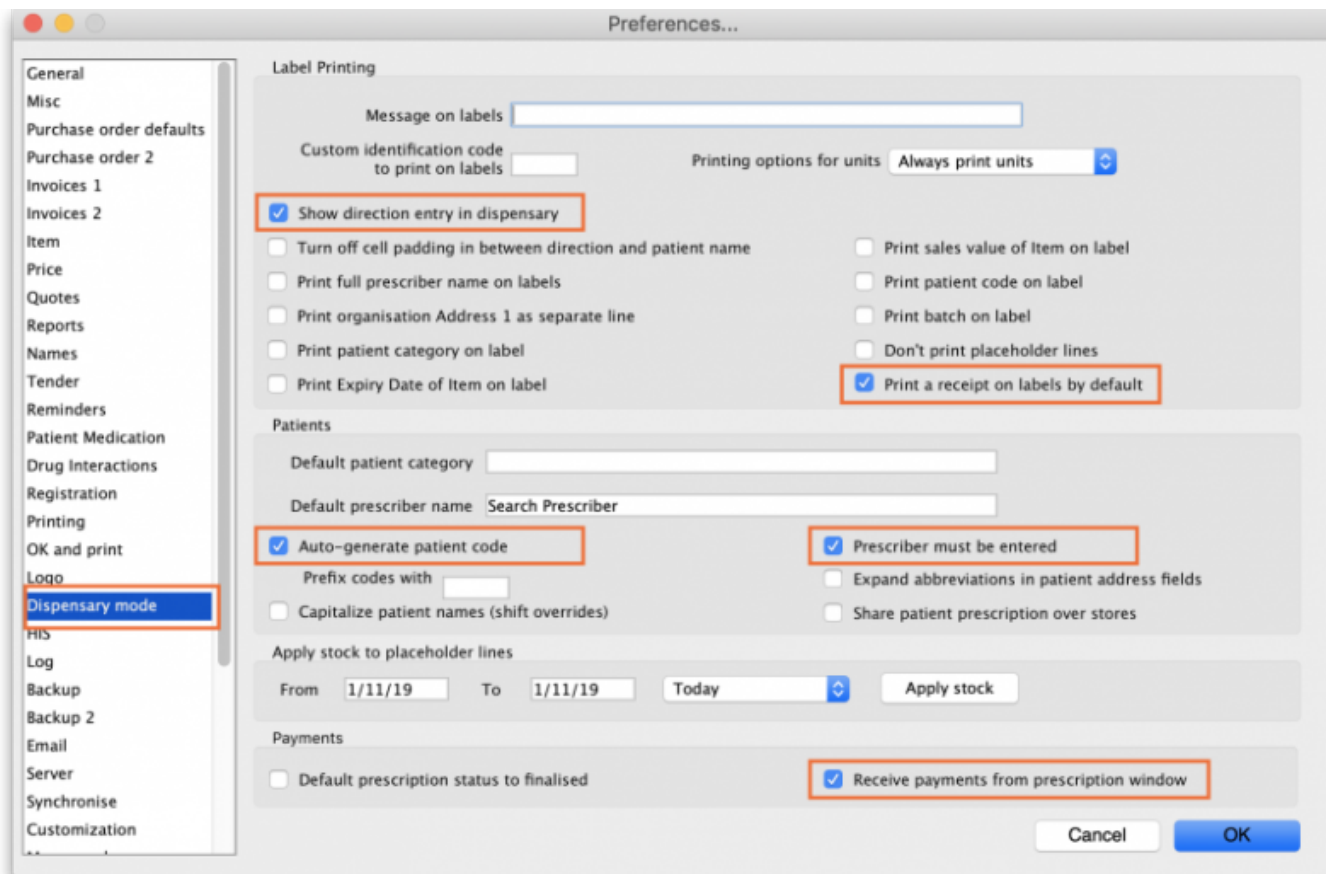 Preferences...
General
Misc
Purchase order defaults
Purchase order 2
Invoices 1
Invoices 2
Item
Price
Quotes
Reports
Names
Tender
Reminders
Patient Medication
Drug Interactions
Registration
Printing
OK and print
Logo
Dispensary mode
HIS
Log
Backup
Backup 2
Email
Server
Synchronise
Customization
Label Printing
Message on labels
Custom identification code
to print on labels
Printing options for units Always print units
Show direction entry in dispensary
Turn off cell padding in between direction and patient name
Print sales value of Item on label
Print full prescriber name on labels
Print patient code on label
Print organisation Address 1 as separate line
Print batch on label
Print patient category on label
Don't print placeholder lines
Print Expiry Date of Item on label
Print a receipt on labels by default
Patients
Default patient category
Default prescriber name Search Prescriber
Auto-generate patient code
Prescriber must be entered
Prefix codes with
Expand abbreviations in patient address fields
Capitalize patient names (shift overrides)
Share patient prescription over stores
Apply stock to placeholder lines
From 1/11/19 To 1/11/19 Today Apply stock
Payments
Default prescription status to finalised
Receive payments from prescription window
Cancel OK